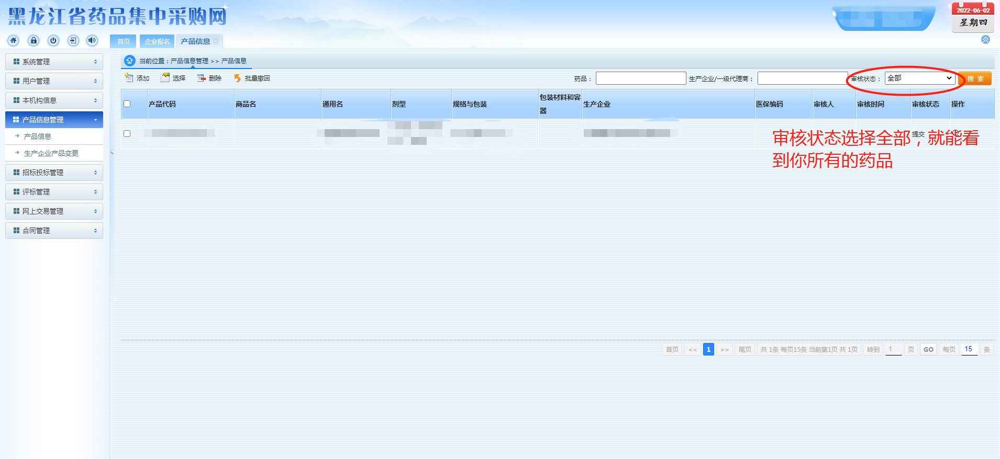 黑龙江省药品集中采购网
2022-06-02
星期四
首页 企业报名 产品信息
系统管理
用户管理
本机构信息
产品信息管理
产品信息
生产企业产品变更
招标投标管理
评标管理
网上交易管理
合同管理
当前位置：产品信息管理 >> 产品信息
添加 选择 删除 批量撤回 药品： 生产企业/一级代理商： 审核状态： 全部 搜 索
产品代码 商品名 通用名 剂型 规格与包装 包装材料和容器 生产企业 医保编码 审核人 审核时间 审核状态 操作
提交
审核状态选择全部，就能看
到你所有的药品
首页 << 1 >> 尾页 共 1条 每页15条 当前第1页 共 1页 转到 1 页 GO 每页 15 条